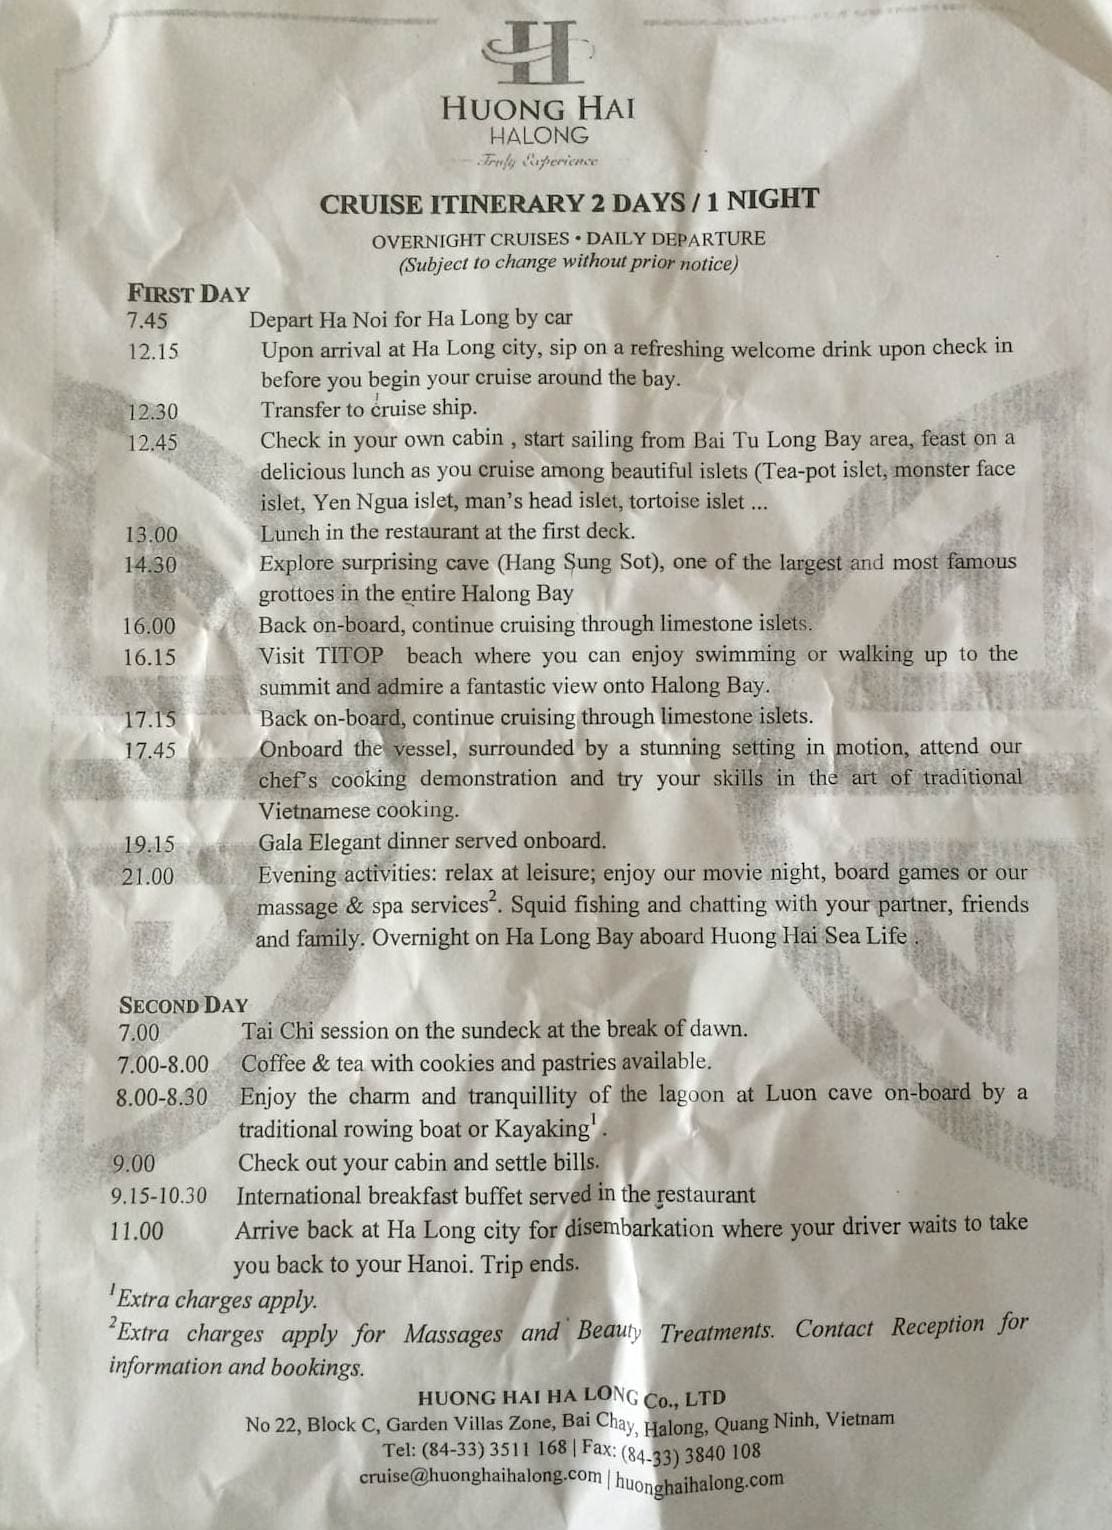 H
HUONG HAI
HALONG
Truly Experience
CRUISE ITINERARY 2 DAYS / 1 NIGHT
OVERNIGHT CRUISES • DAILY DEPARTURE
(Subject to change without prior notice)
FIRST DAY
7.45 Depart Ha Noi for Ha Long by car
12.15 Upon arrival at Ha Long city, sip on a refreshing welcome drink upon check in
before you begin your cruise around the bay.
12.30 Transfer to cruise ship.
12.45 Check in your own cabin , start sailing from Bai Tu Long Bay area, feast on a
delicious lunch as you cruise among beautiful islets (Tea-pot islet, monster face
islet, Yen Ngua islet, man's head islet, tortoise islet ...
13.00 Lunch in the restaurant at the first deck.
14.30 Explore surprising cave (Hang Sung Sot), one of the largest and most famous
grottoes in the entire Halong Bay
16.00 Back on-board, continue cruising through limestone islets.
16.15 Visit TITOP beach where you can enjoy swimming or walking up to the
summit and admire a fantastic view onto Halong Bay.
17.15 Back on-board, continue cruising through limestone islets.
17.45 Onboard the vessel, surrounded by a stunning setting in motion, attend our
chef's cooking demonstration and try your skills in the art of traditional
Vietnamese cooking.
19.15 Gala Elegant dinner served onboard.
21.00 Evening activities: relax at leisure; enjoy our movie night, board games or our
massage & spa services². Squid fishing and chatting with your partner, friends
and family. Overnight on Ha Long Bay aboard Huong Hai Sea Life .
SECOND DAY
7.00 Tai Chi session on the sundeck at the break of dawn.
7.00-8.00 Coffee & tea with cookies and pastries available.
8.00-8.30 Enjoy the charm and tranquillity of the lagoon at Luon cave on-board by a
traditional rowing boat or Kayaking¹ .
9.00 Check out your cabin and settle bills.
9.15-10.30 International breakfast buffet served in the restaurant
11.00 Arrive back at Ha Long city for disembarkation where your driver waits to take
you back to your Hanoi. Trip ends.
¹Extra charges apply.
²Extra charges apply for Massages and Beauty Treatments. Contact Reception for
information and bookings.
HUONG HAI HA LONG Co., LTD
No 22, Block C, Garden Villas Zone, Bai Chay, Halong, Quang Ninh, Vietnam
Tel: (84-33) 3511 168 | Fax: (84-33) 3840 108
cruise@huonghaihalong.com | huonghaihalong.com